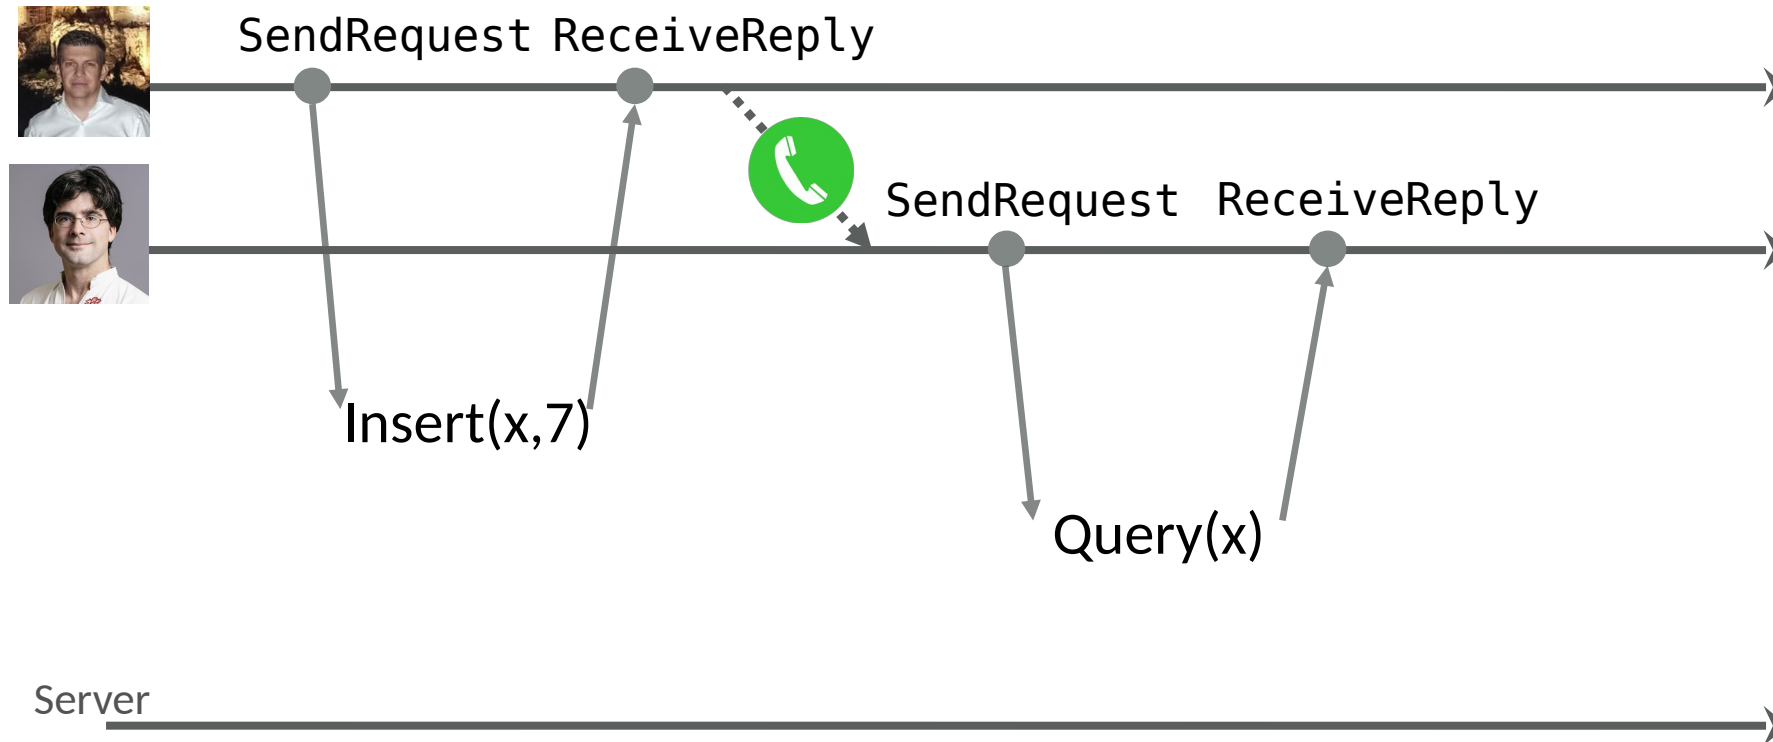 SendRequest ReceiveReply
SendRequest ReceiveReply
Insert(x,7)
Query(x)
Server